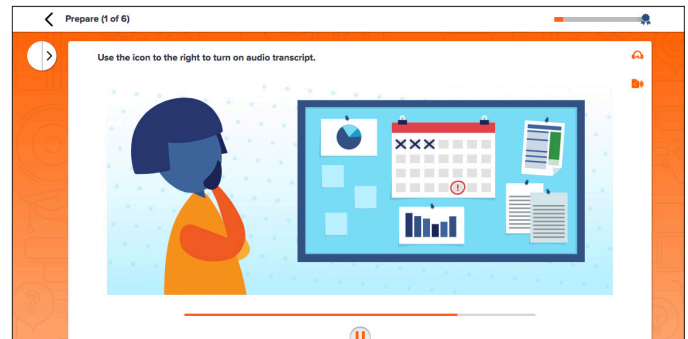 Prepare (1 of 6)
Use the icon to the right to turn on audio transcript.